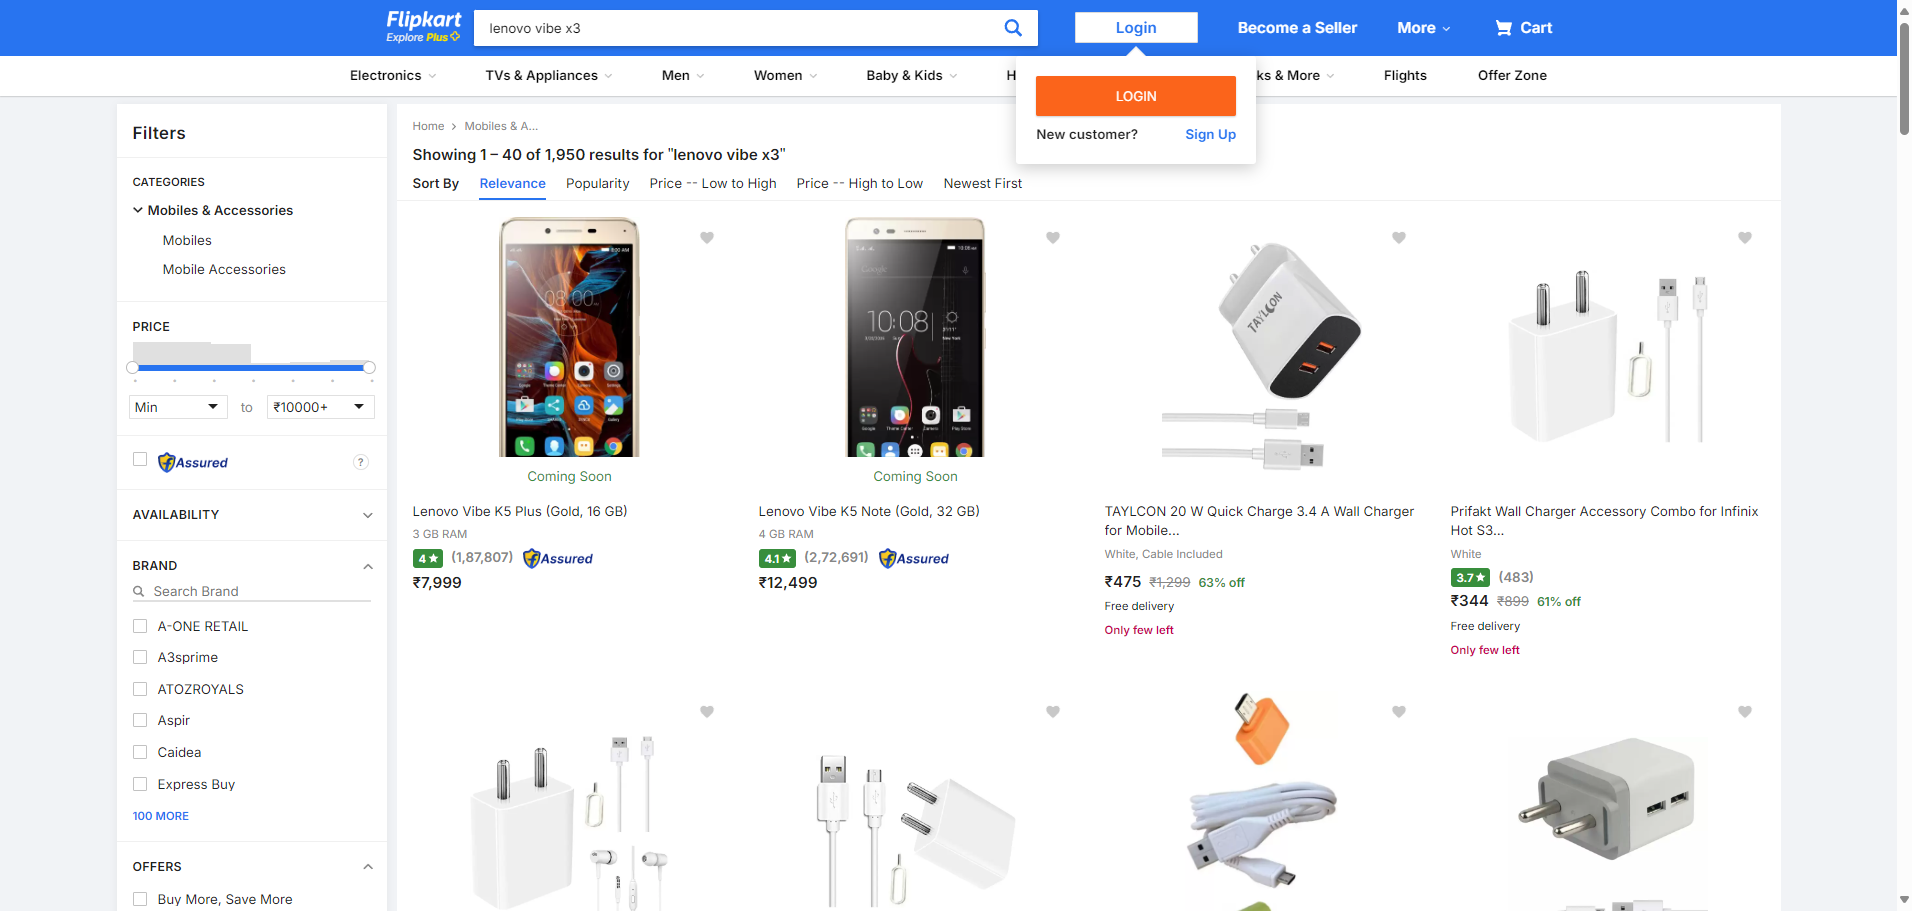 Flipkart
Explore Plus
lenovo vibe x3
Login
Become a Seller
More
Cart
Electronics
TVs & Appliances
Men
Women
Baby & Kids
H
ks & More
Flights
Offer Zone
LOGIN
New customer?
Sign Up
Filters
CATEGORIES
Mobiles & Accessories
Mobiles
Mobile Accessories
PRICE
Min
to
₹10000+
Assured
?
AVAILABILITY
BRAND
Search Brand
A-ONE RETAIL
A3sprime
ATOZROYALS
Aspir
Caidea
Express Buy
100 MORE
OFFERS
Buy More, Save More
Home
Mobiles & A...
Showing 1 – 40 of 1,950 results for "lenovo vibe x3"
Sort By
Relevance
Popularity
Price -- Low to High
Price -- High to Low
Newest First
Coming Soon
Lenovo Vibe K5 Plus (Gold, 16 GB)
3 GB RAM
4★
(1,87,807)
Assured
₹7,999
10:08
Coming Soon
Lenovo Vibe K5 Note (Gold, 32 GB)
4 GB RAM
4.1★
(2,72,691)
Assured
₹12,499
TAYLCON
TAYLCON 20 W Quick Charge 3.4 A Wall Charger
for Mobile...
White, Cable Included
₹475 ₹1,299 63% off
Free delivery
Only few left
Prifakt Wall Charger Accessory Combo for Infinix
Hot S3...
White
3.7★
(483)
₹344 ₹899 61% off
Free delivery
Only few left